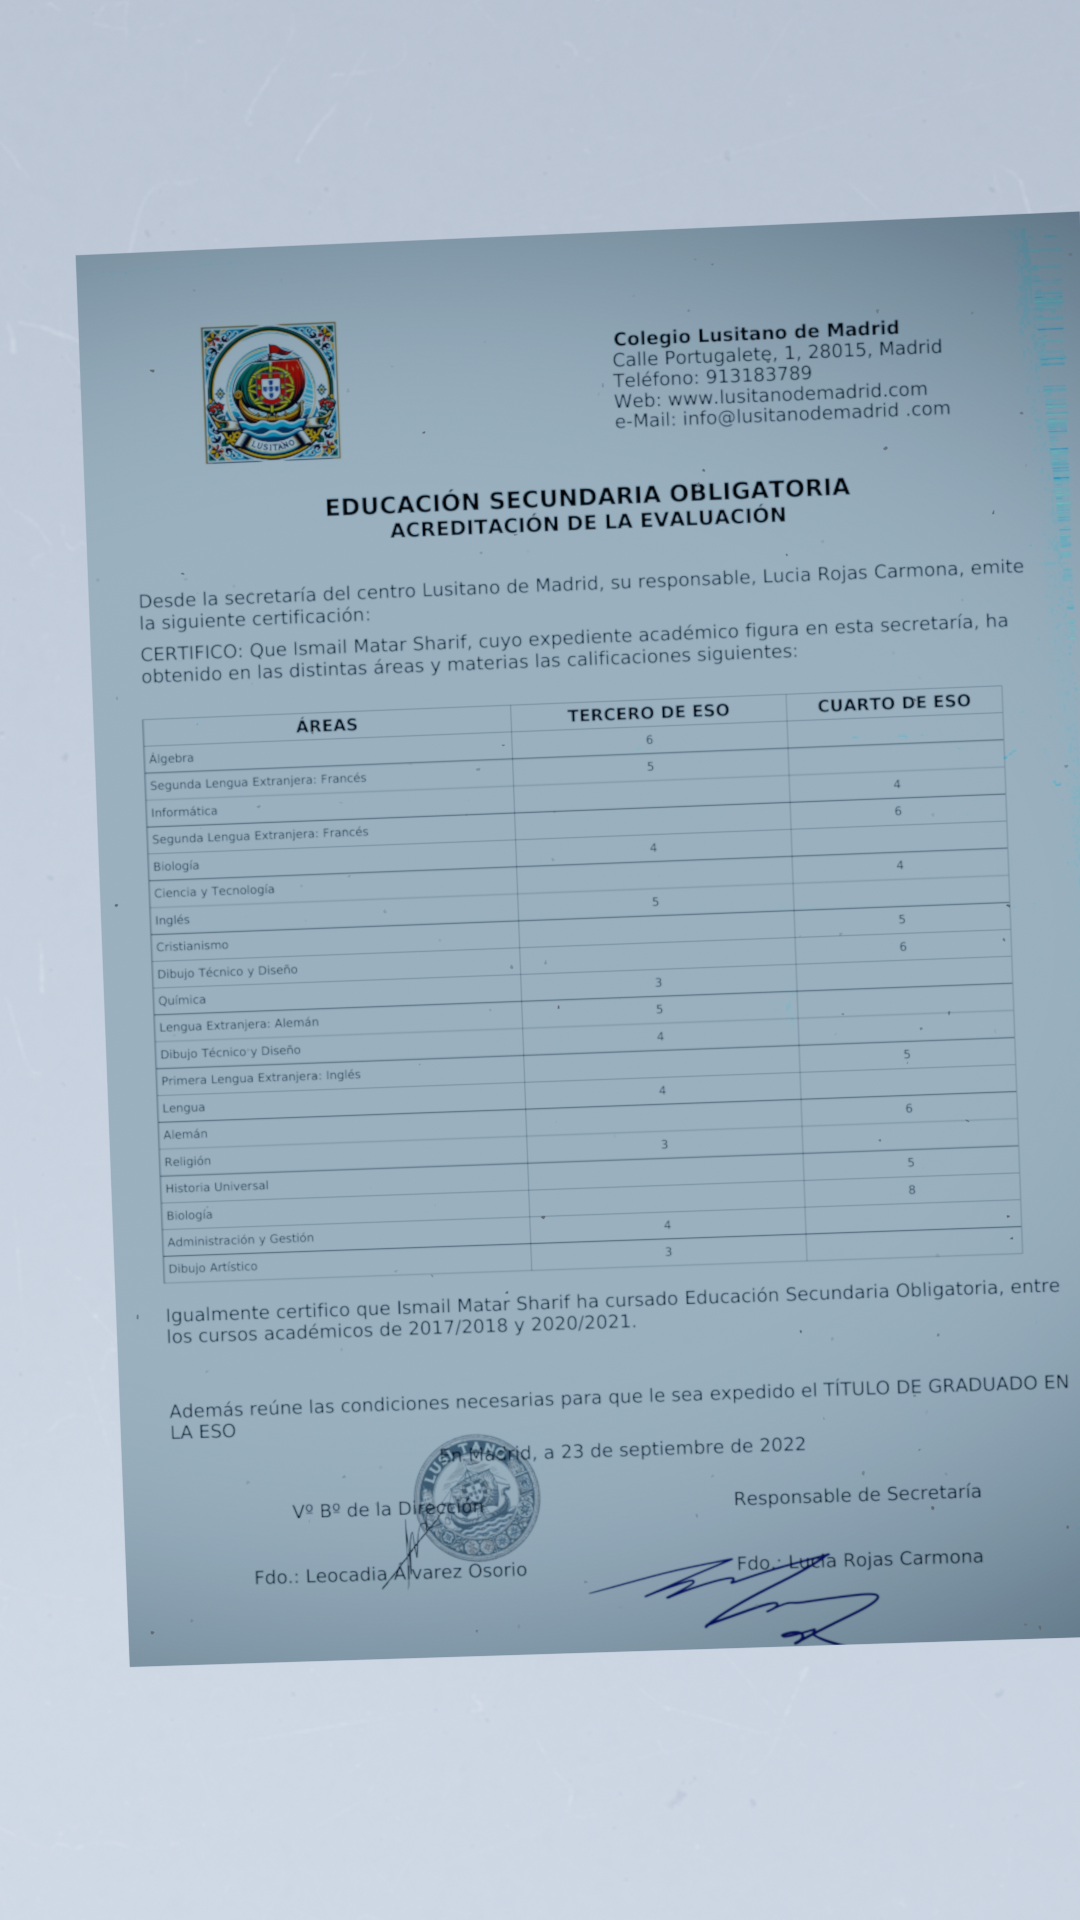 LUSITANO
Colegio Lusitano de Madrid
Calle Portugalete, 1, 28015, Madrid
Teléfono: 913183789
Web: www.lusitanodemadrid.com
e-Mail: info@lusitanodemadrid .com
EDUCACIÓN SECUNDARIA OBLIGATORIA
ACREDITACIÓN DE LA EVALUACIÓN
Desde la secretaría del centro Lusitano de Madrid, su responsable, Lucia Rojas Carmona, emite
la siguiente certificación:
CERTIFICO: Que Ismail Matar Sharif, cuyo expediente académico figura en esta secretaría, ha
obtenido en las distintas áreas y materias las calificaciones siguientes:
ÁREAS TERCERO DE ESO CUARTO DE ESO
Álgebra 6
Segunda Lengua Extranjera: Francés 5
Informática 4
Segunda Lengua Extranjera: Francés 6
Biología 4
Ciencia y Tecnología 4
Inglés 5
Cristianismo 5
Dibujo Técnico y Diseño 6
Química 3
Lengua Extranjera: Alemán 5
Dibujo Técnico y Diseño 4
Primera Lengua Extranjera: Inglés 5
Lengua 4
Alemán 6
Religión 3
Historia Universal 5
Biología 8
Administración y Gestión 4
Dibujo Artístico 3
Igualmente certifico que Ismail Matar Sharif ha cursado Educación Secundaria Obligatoria, entre
los cursos académicos de 2017/2018 y 2020/2021.
Además reúne las condiciones necesarias para que le sea expedido el TÍTULO DE GRADUADO EN
LA ESO
En Madrid, a 23 de septiembre de 2022
LUSITANO
Vº Bº de la Dirección
Responsable de Secretaría
Fdo.: Leocadia Álvarez Osorio
Fdo.: Lucia Rojas Carmona